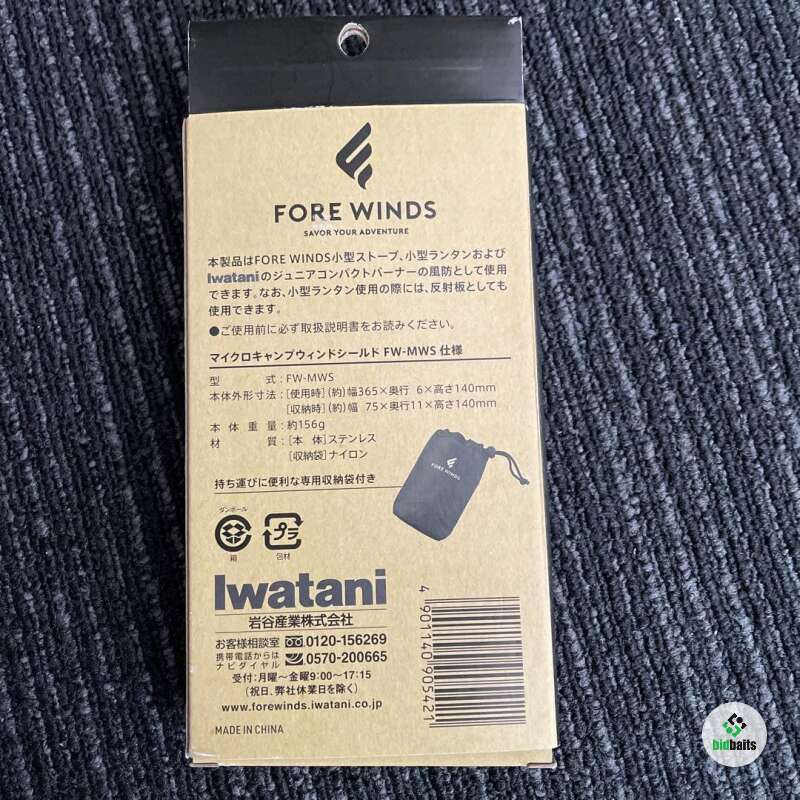 FORE WINDS
SAVOR YOUR ADVENTURE
本製品はFORE WINDS小型ストーブ、小型ランタンおよび
Iwataniのジュニアコンパクトバーナーの風防として使用
できます。なお、小型ランタン使用の際には、反射板としても
使用できます。
●ご使用前に必ず取扱説明書をお読みください。
マイクロキャンプウィンドシールド FW-MWS 仕様
型 式：FW-MWS
本体外形寸法：［使用時］(約)幅365×奥行 6×高さ140mm
［収納時］(約)幅 75×奥行11×高さ140mm
本体重量：約156g
材 質：［本 体］ステンレス
［収納袋］ナイロン
FORE WINDS
持ち運びに便利な専用収納袋付き
ダンボール
プラ
箱
包材
Iwatani
岩谷産業株式会社
お客様相談室 0120-156269
携帯電話からは
ナビダイヤル 0570-200665
受付：月曜～金曜9:00～17:15
(祝日、弊社休業日を除く)
www.forewinds.iwatani.co.jp
MADE IN CHINA
4 901140 905421
bidbaits